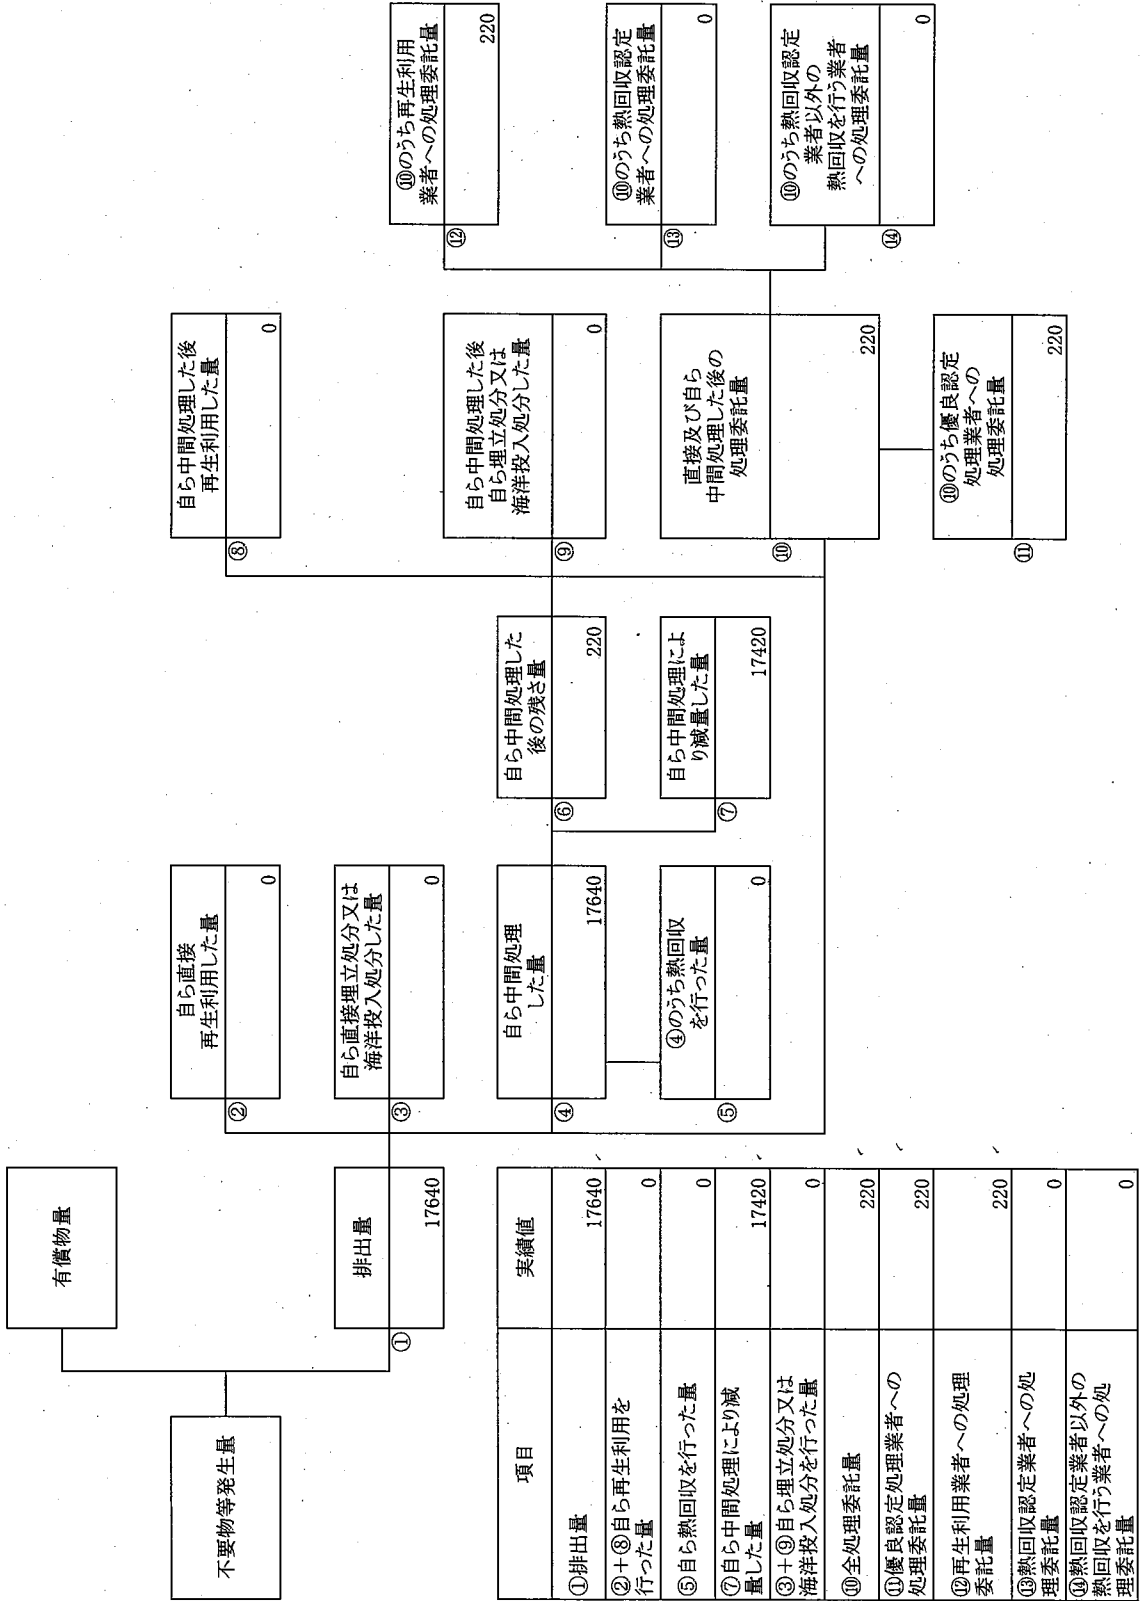 不要物等発生量
有償物量
①
排出量
17640
②
自ら直接
再生利用した量
0
③
自ら直接埋立処分又は
海洋投入処分した量
0
④
自ら中間処理
した量
17640
⑤
④のうち熱回収
を行った量
0
⑥
自ら中間処理した
後の残さ量
220
⑦
自ら中間処理によ
り減量した量
17420
⑧
自ら中間処理した後
再生利用した量
0
⑨
自ら中間処理した後
自ら埋立処分又は
海洋投入処分した量
0
⑩
直接及び自ら
中間処理した後の
処理委託量
220
⑪
⑩のうち優良認定
処理業者への
処理委託量
220
⑫
⑩のうち再生利用
業者への処理委託量
220
⑬
⑩のうち熱回収認定
業者への処理委託量
0
⑭
⑩のうち熱回収認定
業者以外の
熱回収を行う業者
への処理委託量
0
項目
実績値
①排出量
17640
②+⑧自ら再生利用を
行った量
0
⑤自ら熱回収を行った量
0
⑦自ら中間処理により減
量した量
17420
③+⑨自ら埋立処分又は
海洋投入処分を行った量
0
⑩全処理委託量
220
⑪優良認定処理業者への
処理委託量
220
⑫再生利用業者への処理
委託量
220
⑬熱回収認定業者への処
理委託量
0
⑭熱回収認定業者以外の
熱回収を行う業者への処
理委託量
0